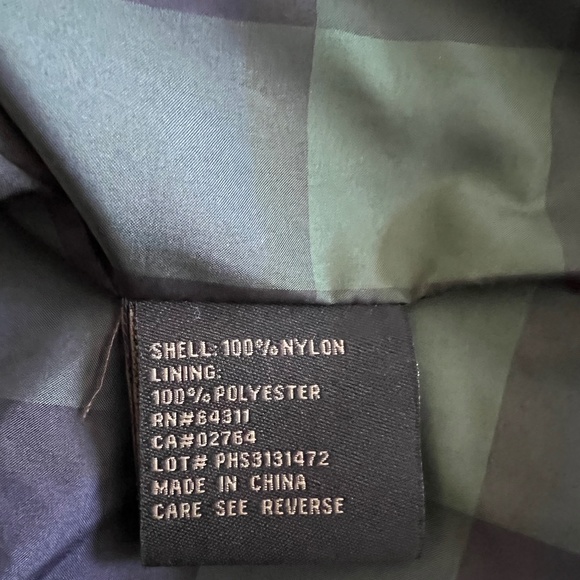 SHELL: 100% NYLON
LINING:
100% POLYESTER
RN#64311
CA#02764
LOT# PHS3131472
MADE IN CHINA
CARE SEE REVERSE